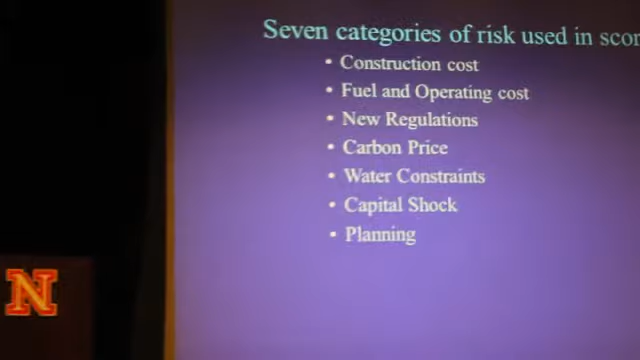 Seven categories of risk used in
• Construction cost
• Fuel and Operating cost
• New Regulations
• Carbon Price
• Water Constraints
• Capital Shock
• Planning
N